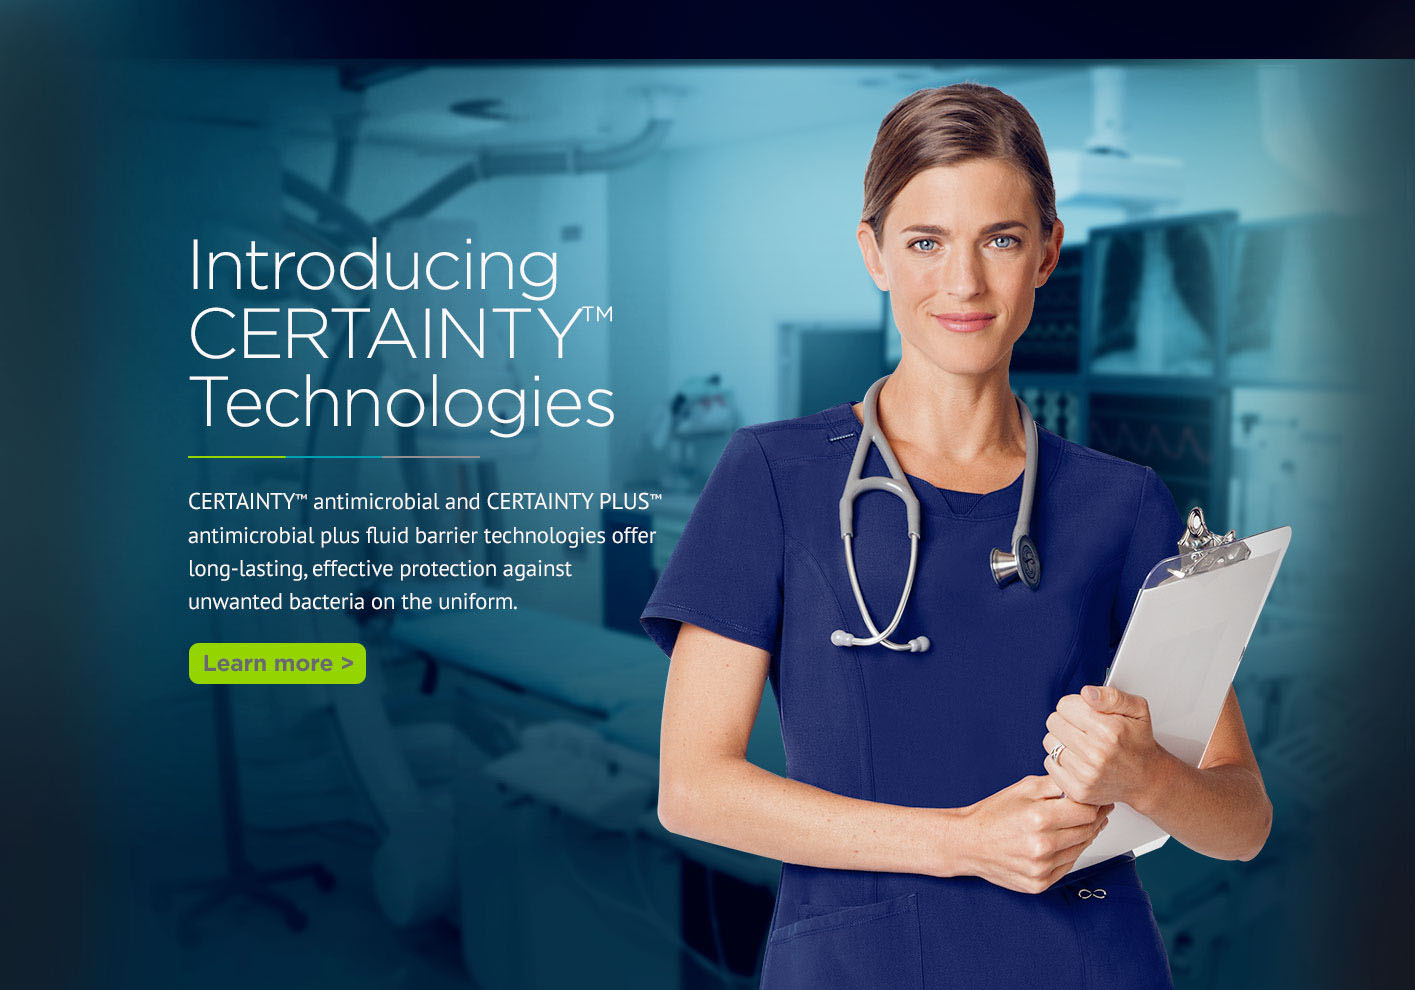 Introducing
CERTAINTY™
Technologies
CERTAINTY™ antimicrobial and CERTAINTY PLUS™
antimicrobial plus fluid barrier technologies offer
long-lasting, effective protection against
unwanted bacteria on the uniform.
Learn more >